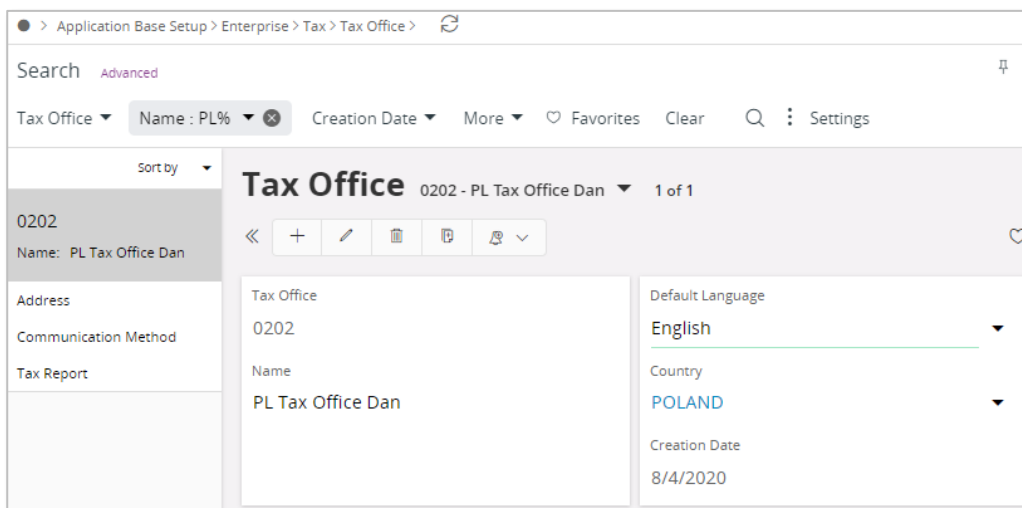 > Application Base Setup > Enterprise > Tax > Tax Office >
Search Advanced
Tax Office Name : PL% Creation Date More Favorites Clear Settings
Sort by
0202
Name: PL Tax Office Dan
Address
Communication Method
Tax Report
Tax Office 0202 - PL Tax Office Dan 1 of 1
Tax Office
0202
Name
PL Tax Office Dan
Default Language
English
Country
POLAND
Creation Date
8/4/2020